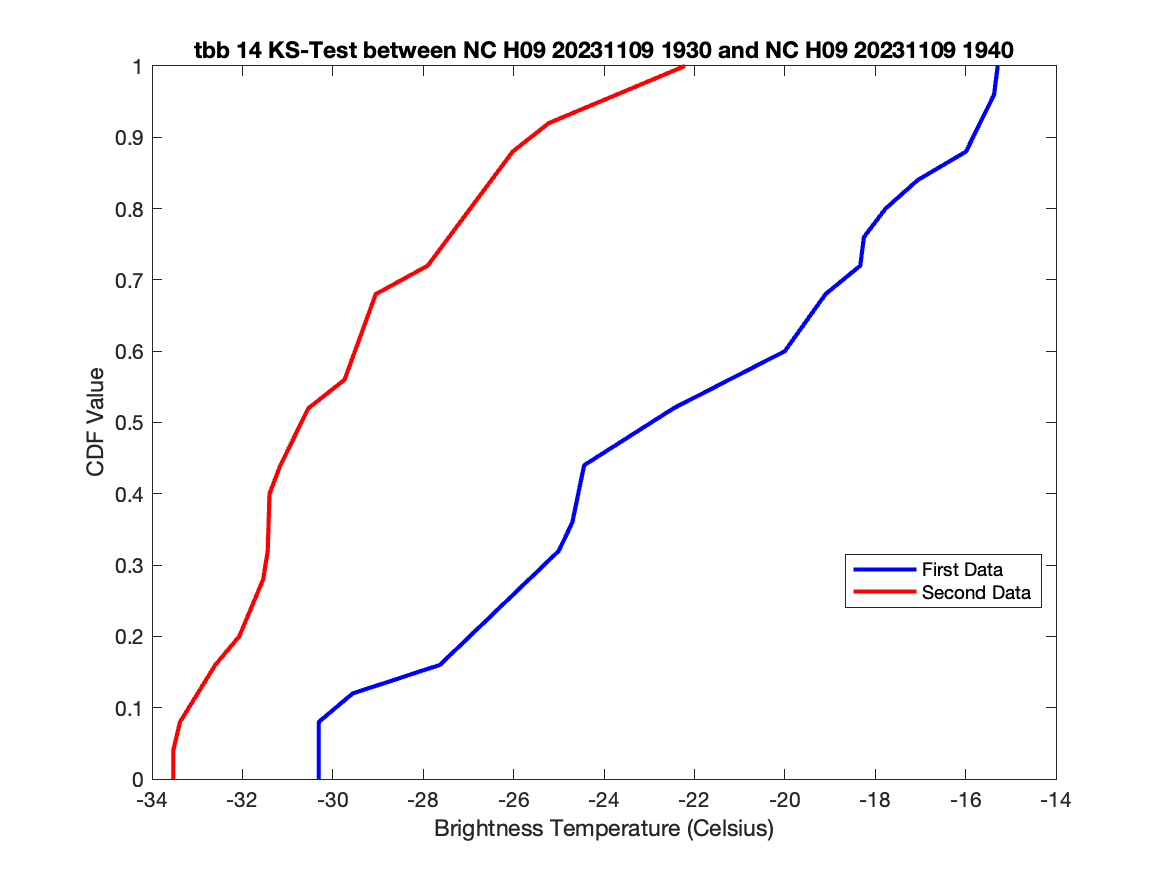 tbb 14 KS-Test between NC H09 20231109 1930 and NC H09 20231109 1940
1
0.9
0.8
0.7
0.6
0.5
0.4
0.3
0.2
0.1
0
CDF Value
First Data
Second Data
-34 -32 -30 -28 -26 -24 -22 -20 -18 -16 -14
Brightness Temperature (Celsius)